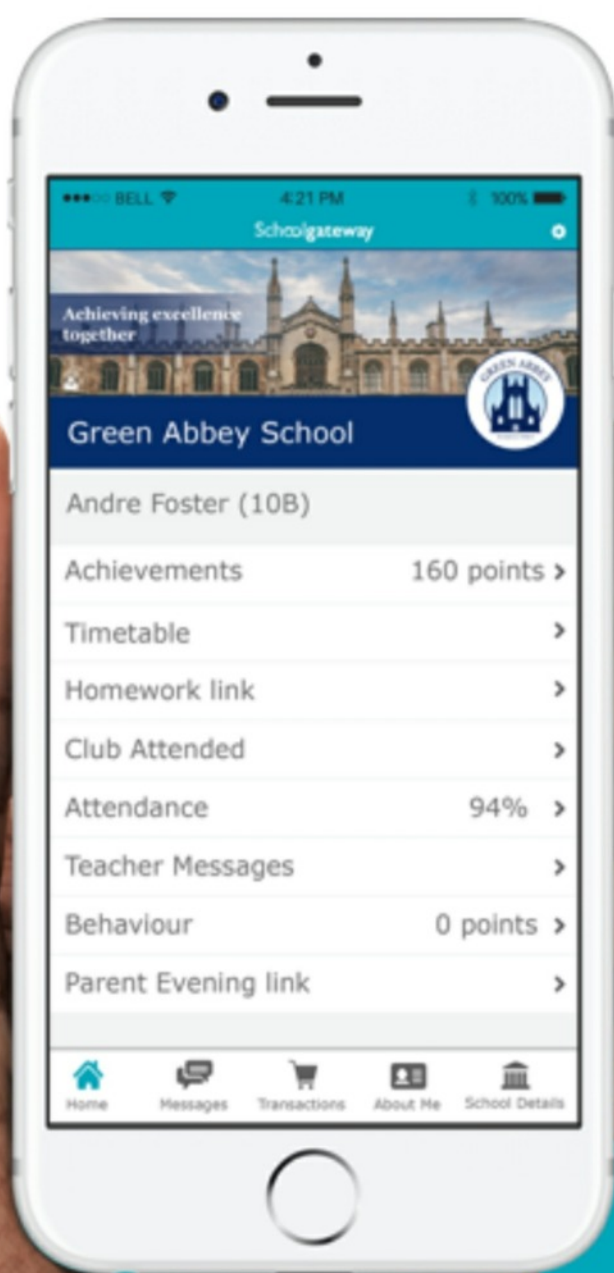 BELL 4:21 PM 100%
Schoolgateway
Achieving excellence
together
GREEN ABBEY
Green Abbey School
Andre Foster (10B)
Achievements 160 points
Timetable
Homework link
Club Attended
Attendance 94%
Teacher Messages
Behaviour 0 points
Parent Evening link
Home Messages Transactions About Me School Details